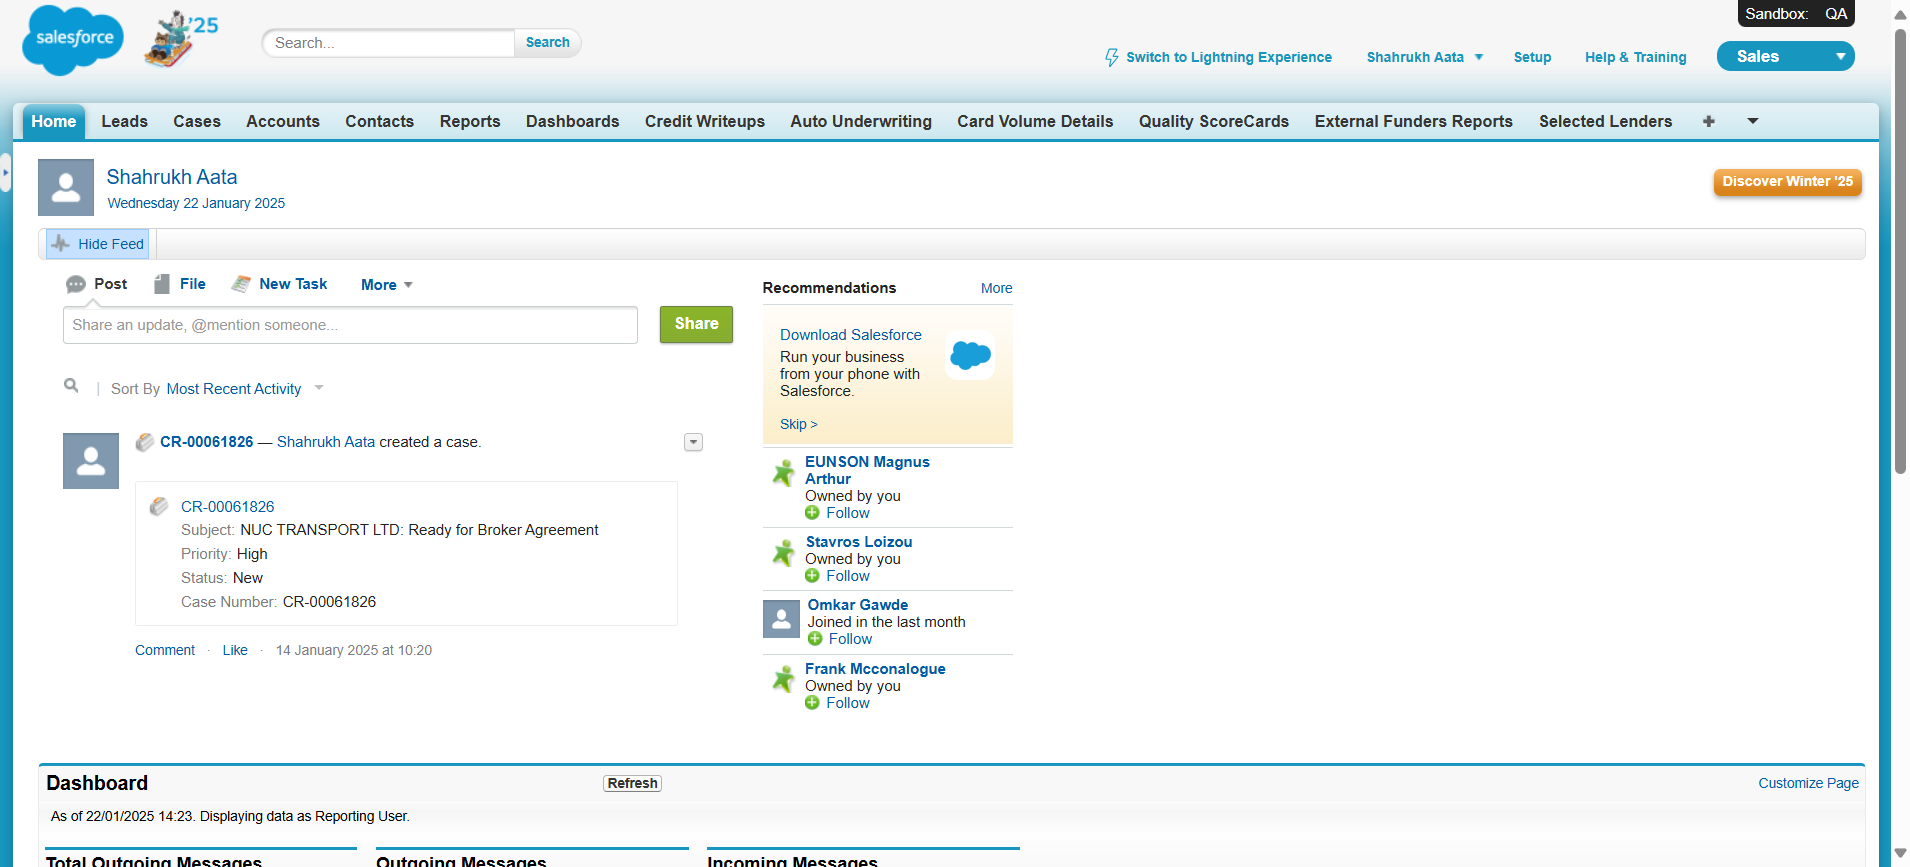 Sandbox: QA
salesforce
'25
Search...
Search
Switch to Lightning Experience
Shahrukh Aata
Setup
Help & Training
Sales
Home
Leads
Cases
Accounts
Contacts
Reports
Dashboards
Credit Writeups
Auto Underwriting
Card Volume Details
Quality ScoreCards
External Funders Reports
Selected Lenders
Shahrukh Aata
Wednesday 22 January 2025
Discover Winter '25
Hide Feed
Post
File
New Task
More
Share an update, @mention someone...
Share
Sort By Most Recent Activity
CR-00061826 — Shahrukh Aata created a case.
CR-00061826
Subject: NUC TRANSPORT LTD: Ready for Broker Agreement
Priority: High
Status: New
Case Number: CR-00061826
Comment · Like · 14 January 2025 at 10:20
Recommendations
More
Download Salesforce
Run your business
from your phone with
Salesforce.
Skip >
EUNSON Magnus
Arthur
Owned by you
Follow
Stavros Loizou
Owned by you
Follow
Omkar Gawde
Joined in the last month
Follow
Frank Mcconalogue
Owned by you
Follow
Dashboard
Refresh
Customize Page
As of 22/01/2025 14:23. Displaying data as Reporting User.
Total Outgoing Messages
Outgoing Messages
Incoming Messages